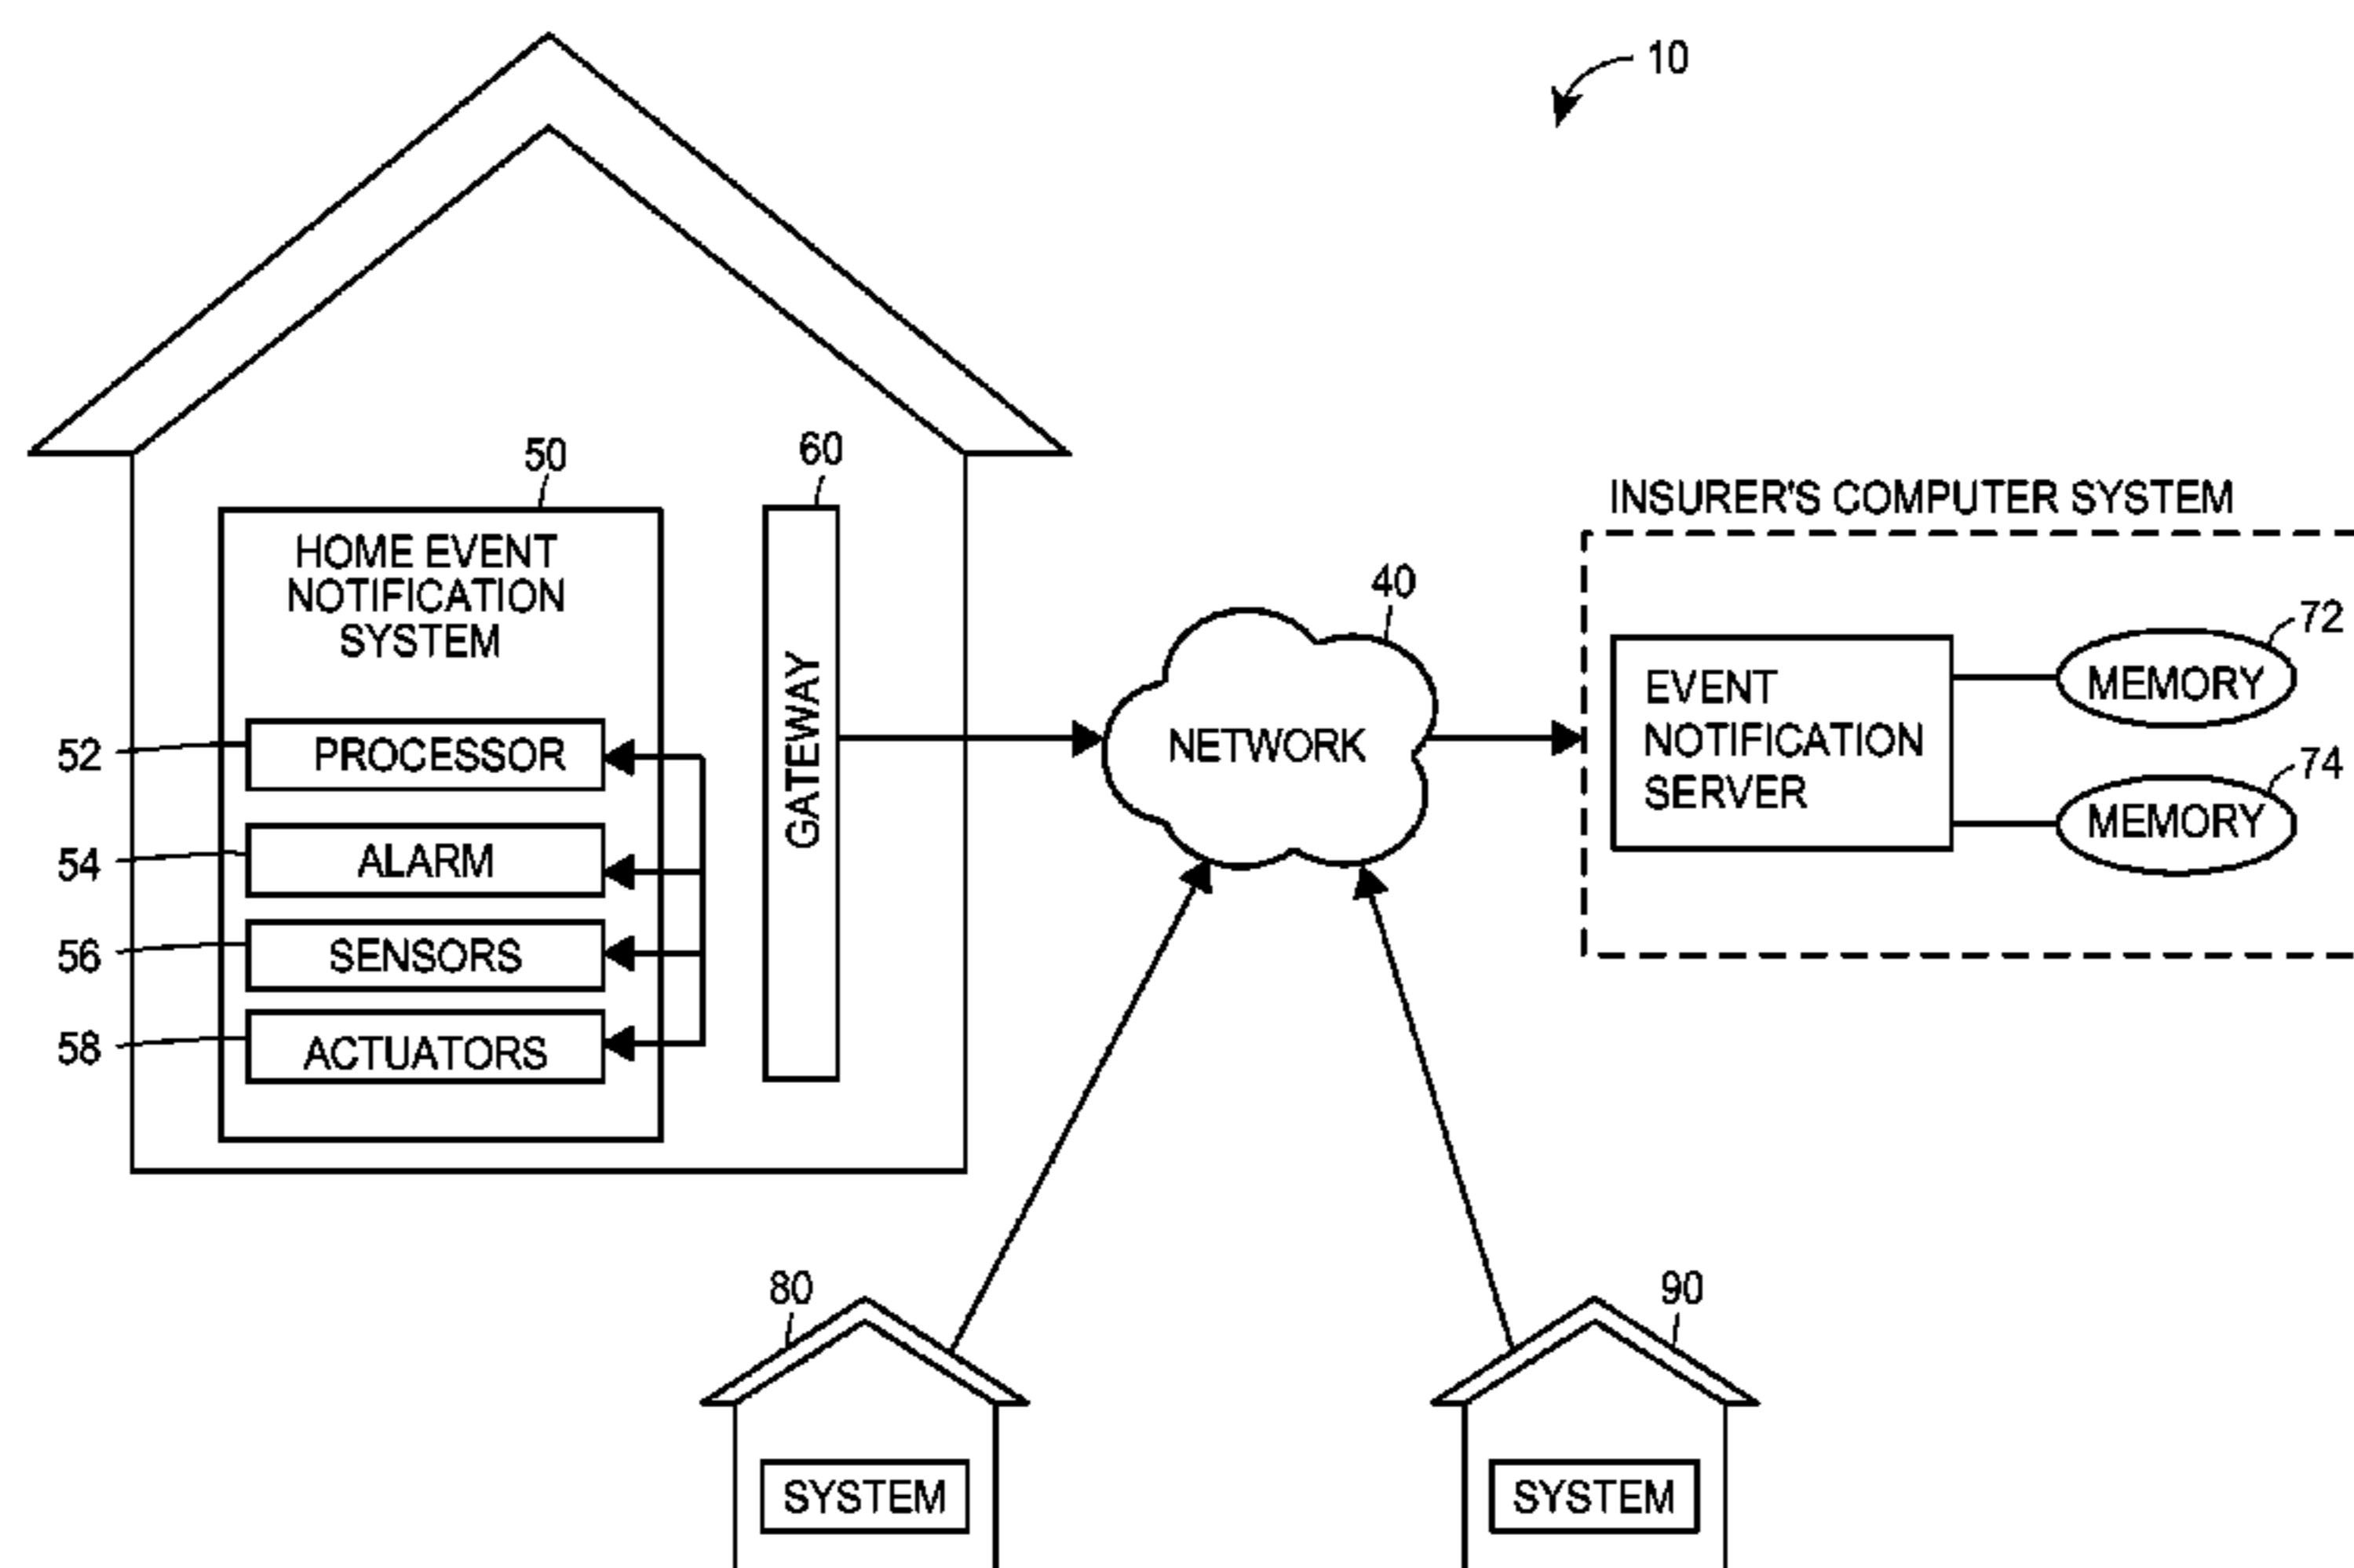 10
50
60
HOME EVENT
NOTIFICATION
SYSTEM
52
PROCESSOR
54
ALARM
56
SENSORS
58
ACTUATORS
GATEWAY
40
NETWORK
INSURER'S COMPUTER SYSTEM
EVENT
NOTIFICATION
SERVER
72
MEMORY
74
MEMORY
80
SYSTEM
90
SYSTEM